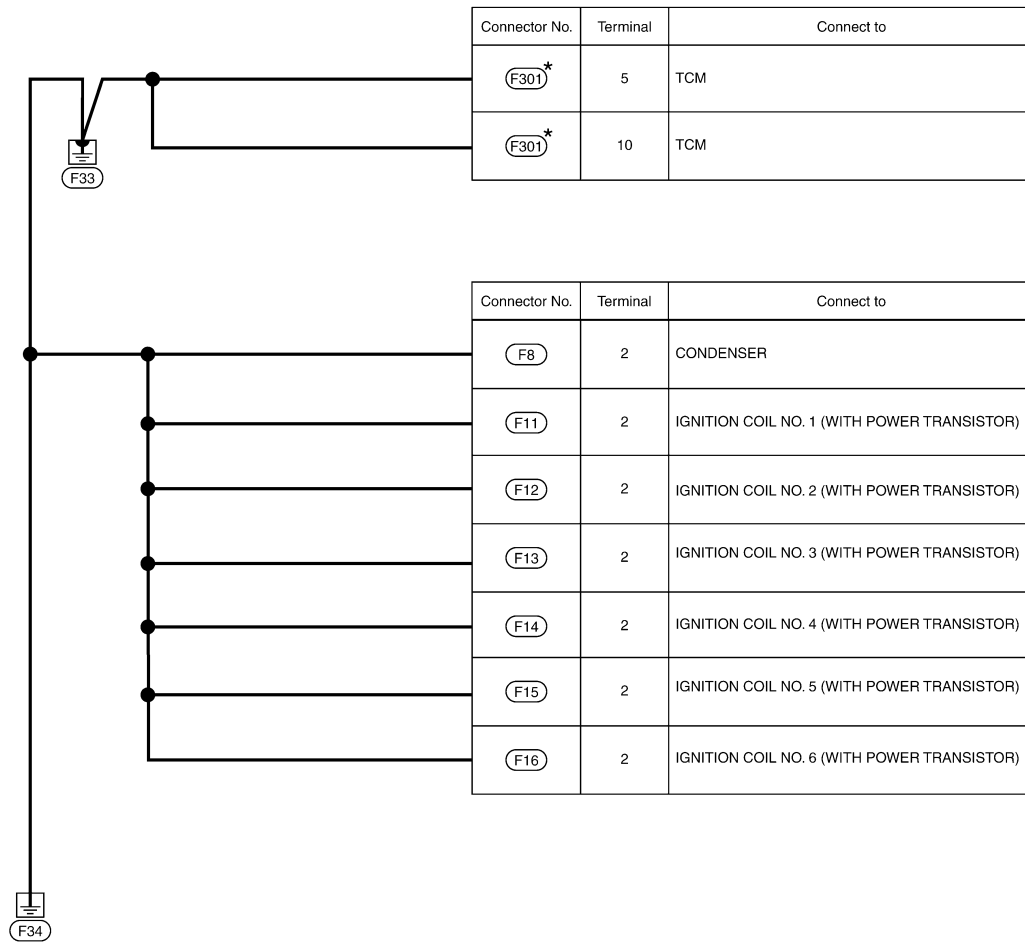 Connector No. Terminal Connect to
F301* 5 TCM
F301* 10 TCM
F33
Connector No. Terminal Connect to
F8 2 CONDENSER
F11 2 IGNITION COIL NO. 1 (WITH POWER TRANSISTOR)
F12 2 IGNITION COIL NO. 2 (WITH POWER TRANSISTOR)
F13 2 IGNITION COIL NO. 3 (WITH POWER TRANSISTOR)
F14 2 IGNITION COIL NO. 4 (WITH POWER TRANSISTOR)
F15 2 IGNITION COIL NO. 5 (WITH POWER TRANSISTOR)
F16 2 IGNITION COIL NO. 6 (WITH POWER TRANSISTOR)
F34